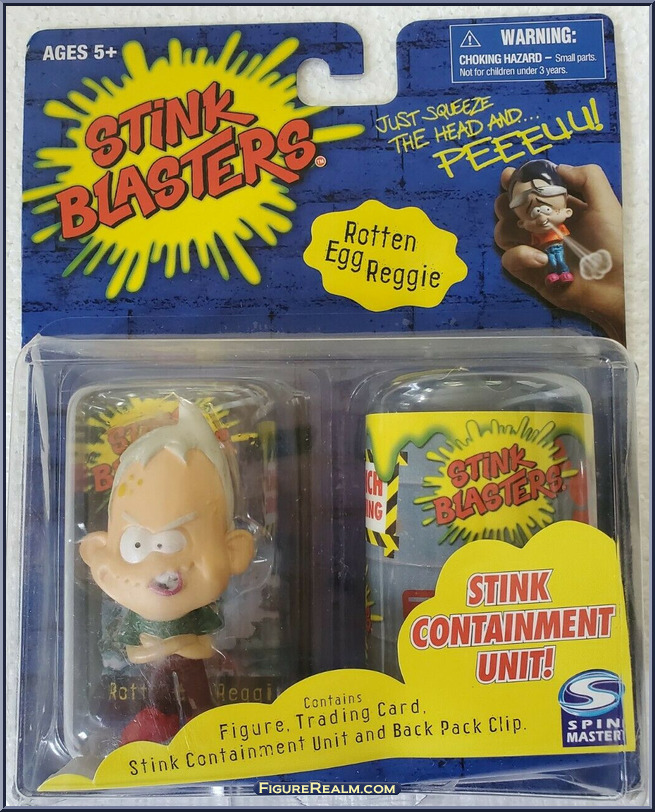 AGES 5+
STINK
BLASTERS™
WARNING:
CHOKING HAZARD – Small parts.
Not for children under 3 years.
JUST SQUEEZE
THE HEAD AND...
PEEEUU!
Rotten
Egg Reggie
STINK
BLASTERS
STINK
CONTAINMENT
UNIT!
Contains
Figure, Trading Card,
Stink Containment Unit and Back Pack Clip.
SPIN
MASTER
FIGUREREALM.COM